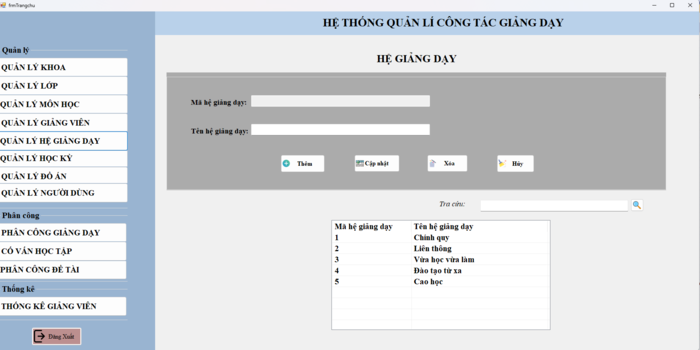 frmTrangchu
HỆ THỐNG QUẢN LÍ CÔNG TÁC GIẢNG DẠY
Quản lý
QUẢN LÝ KHOA
QUẢN LÝ LỚP
QUẢN LÝ MÔN HỌC
QUẢN LÝ GIẢNG VIÊN
QUẢN LÝ HỆ GIẢNG DẠY
QUẢN LÝ HỌC KỲ
QUẢN LÝ ĐỒ ÁN
QUẢN LÝ NGƯỜI DÙNG
Phân công
PHÂN CÔNG GIẢNG DẠY
CỐ VẤN HỌC TẬP
PHÂN CÔNG ĐỀ TÀI
Thống kê
THỐNG KÊ GIẢNG VIÊN
Đăng Xuất
HỆ GIẢNG DẠY
Mã hệ giảng dạy:
Tên hệ giảng dạy:
Thêm Cập nhật Xóa Hủy
Tra cứu:
Mã hệ giảng dạy Tên hệ giảng dạy
1 Chính quy
2 Liên thông
3 Vừa học vừa làm
4 Đào tạo từ xa
5 Cao học